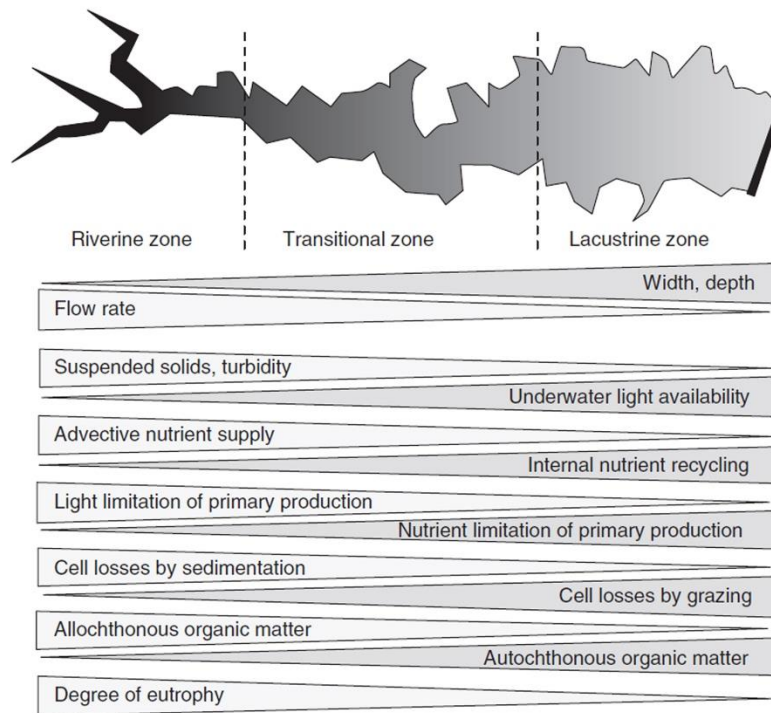 Riverine zone
Transitional zone
Lacustrine zone
Width, depth
Flow rate
Suspended solids, turbidity
Underwater light availability
Advective nutrient supply
Internal nutrient recycling
Light limitation of primary production
Nutrient limitation of primary production
Cell losses by sedimentation
Cell losses by grazing
Allochthonous organic matter
Autochthonous organic matter
Degree of eutrophy